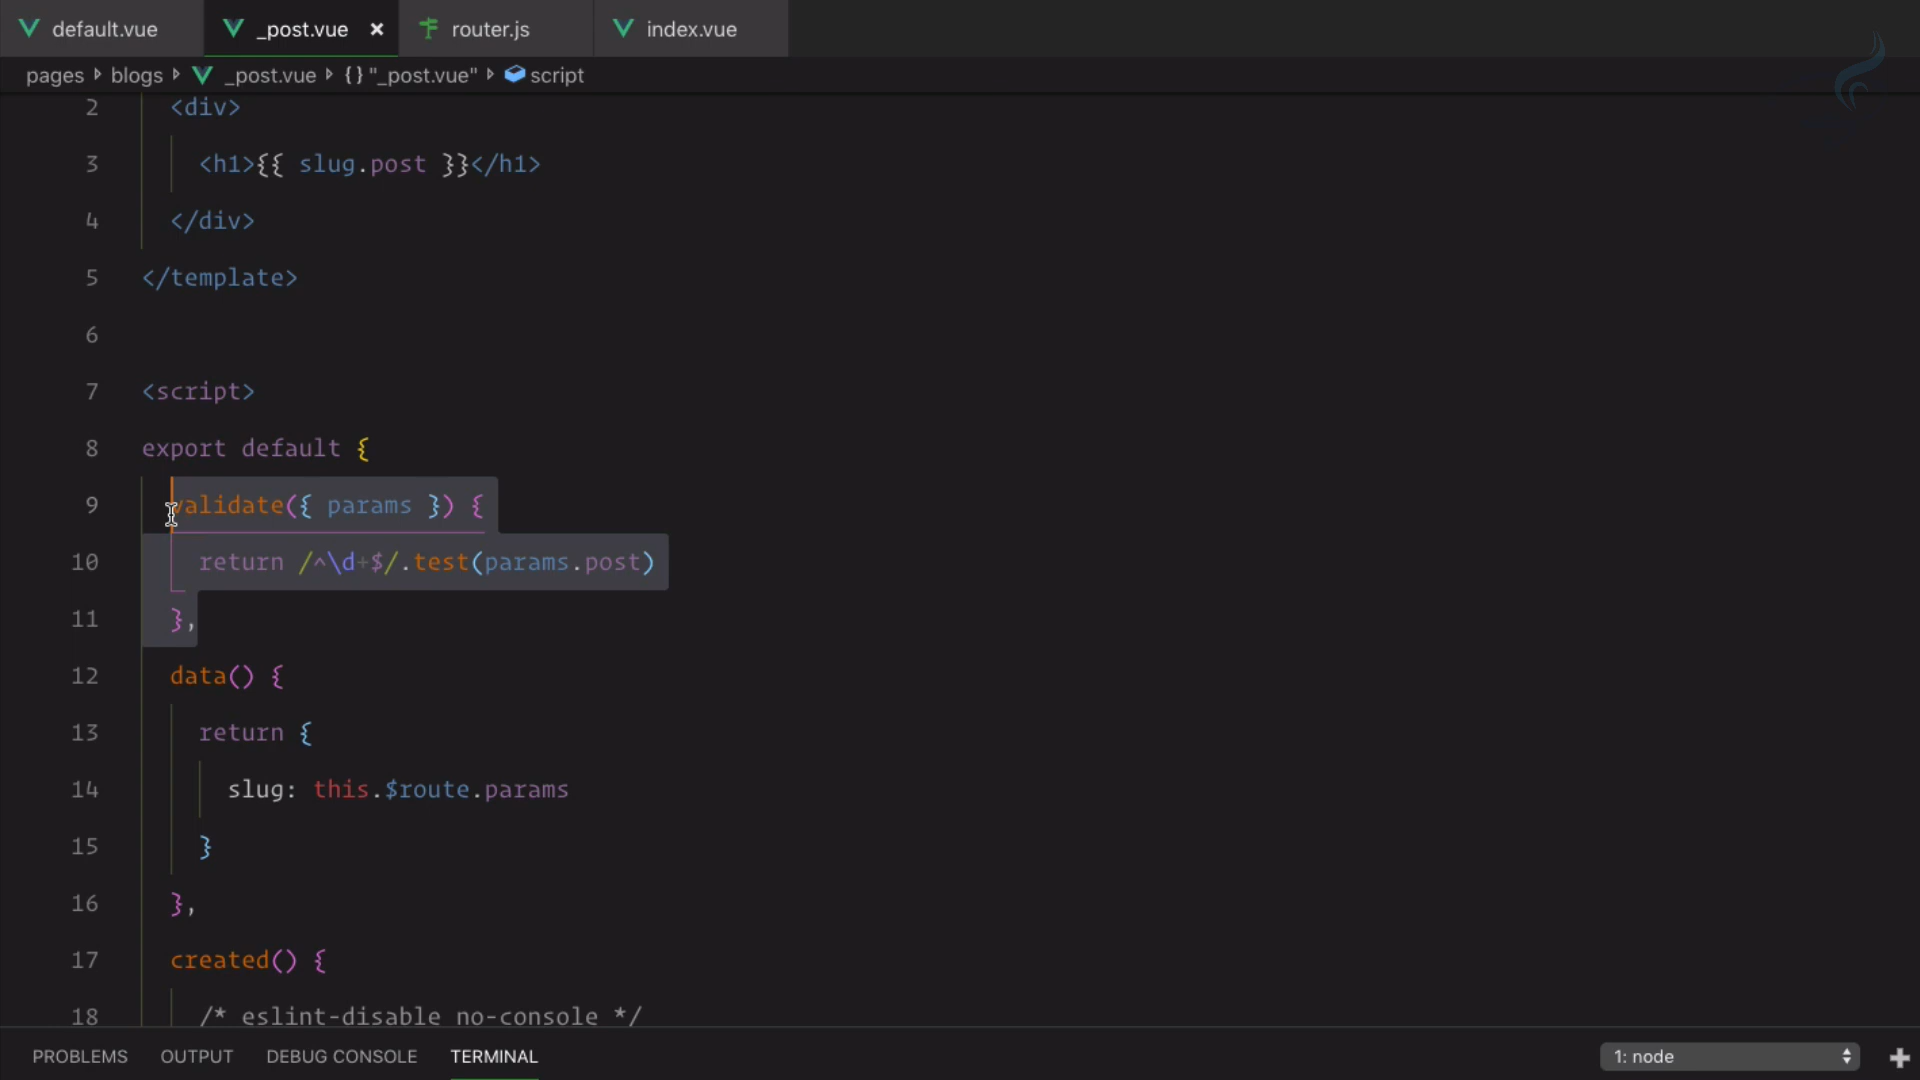 default.vue _post.vue × router.js index.vue
pages blogs _post.vue {} "_post.vue" script
2 <div>
3 <h1>{{ slug.post }}</h1>
4 </div>
5 </template>
6
7 <script>
8 export default {
9 validate({ params }) {
10 return /^\d+$/.test(params.post)
11 },
12 data() {
13 return {
14 slug: this.$route.params
15 }
16 },
17 created() {
18 /* eslint-disable no-console */
PROBLEMS OUTPUT DEBUG CONSOLE TERMINAL 1: node